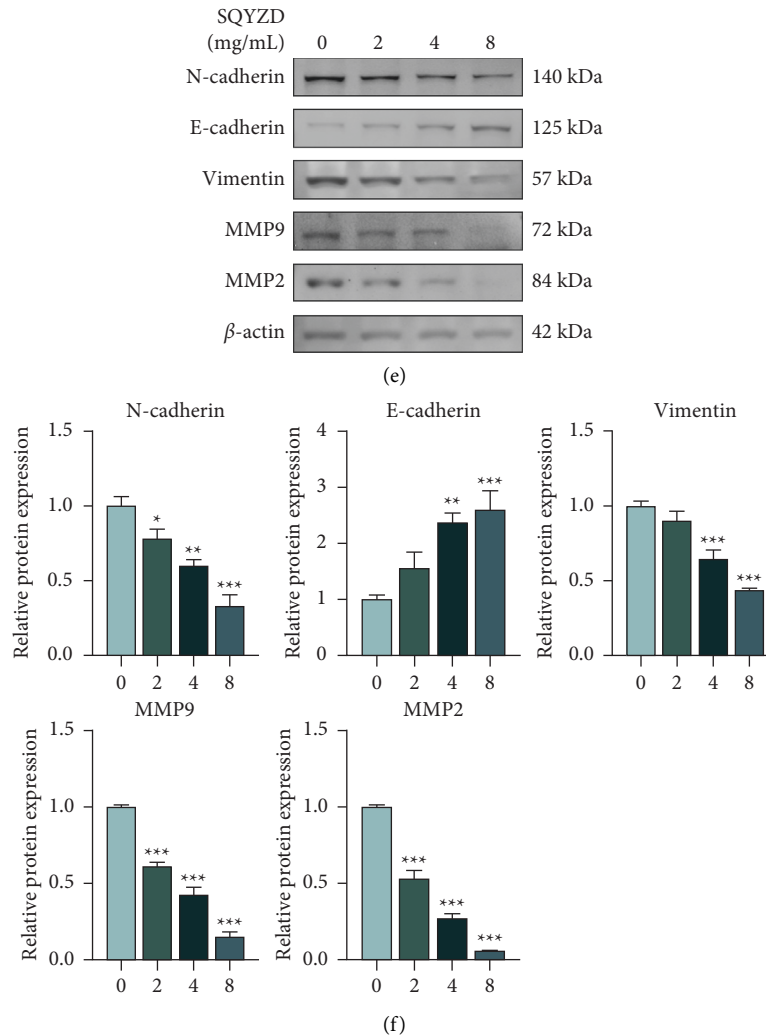 SQYZD
(mg/mL) 0 2 4 8
N-cadherin 140 kDa
E-cadherin 125 kDa
Vimentin 57 kDa
MMP9 72 kDa
MMP2 84 kDa
β-actin 42 kDa
(e)
N-cadherin
Relative protein expression
1.5
1.0
0.5
0.0
*
**
***
0 2 4 8
E-cadherin
Relative protein expression
4
3
2
1
0
**
***
0 2 4 8
Vimentin
Relative protein expression
1.5
1.0
0.5
0.0
***
***
0 2 4 8
MMP9
Relative protein expression
1.5
1.0
0.5
0.0
***
***
***
0 2 4 8
MMP2
Relative protein expression
1.5
1.0
0.5
0.0
***
***
***
0 2 4 8
(f)